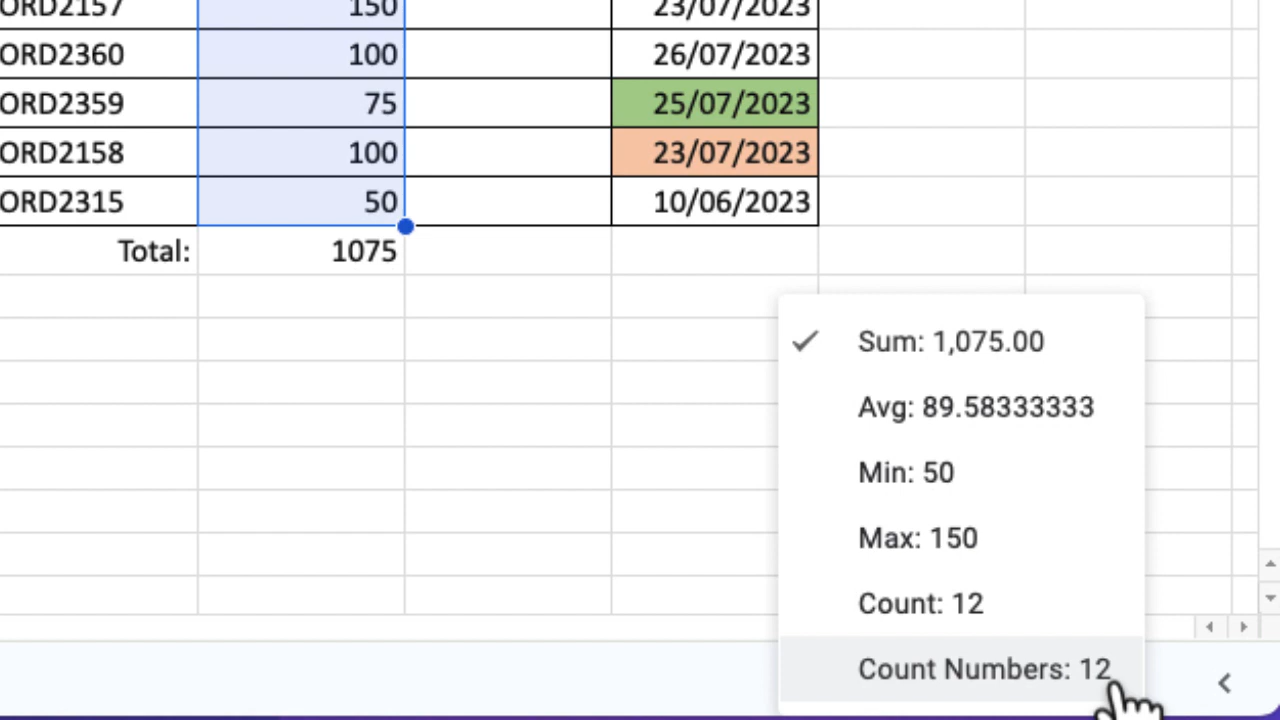 ORD2157 150 23/07/2023
ORD2360 100 26/07/2023
ORD2359 75 25/07/2023
ORD2158 100 23/07/2023
ORD2315 50 10/06/2023
Total: 1075
Sum: 1,075.00
Avg: 89.58333333
Min: 50
Max: 150
Count: 12
Count Numbers: 12